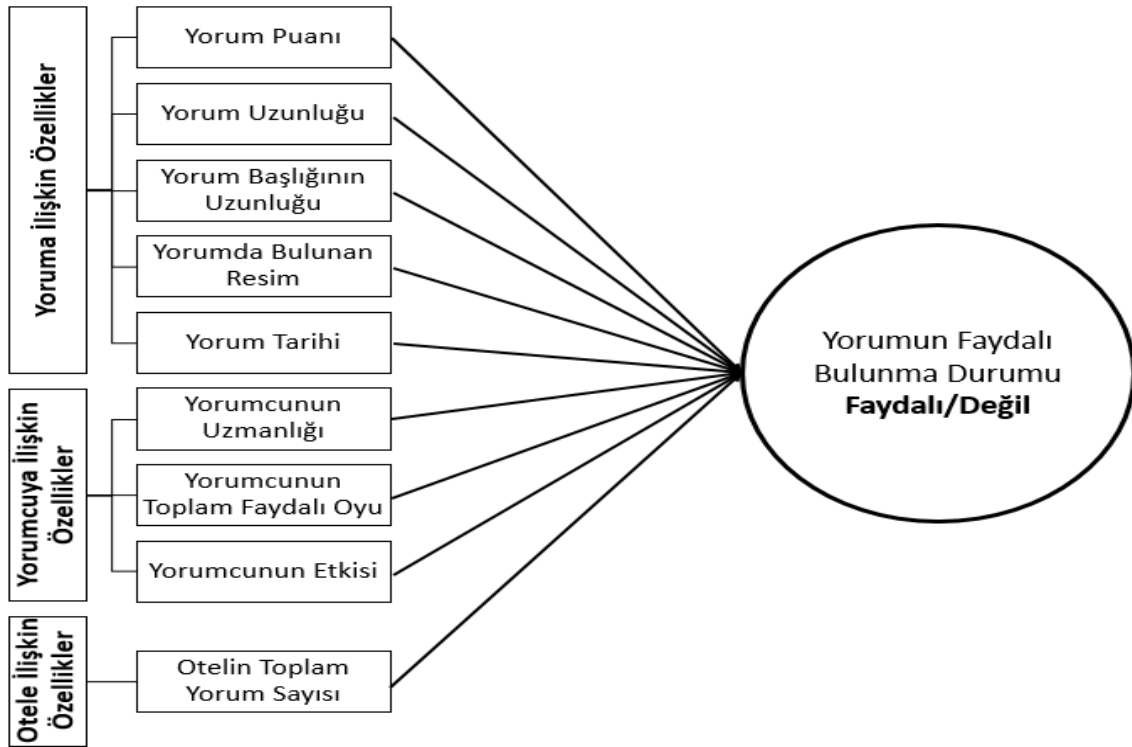 Yoruma İlişkin Özellikler
Yorum Puanı
Yorum Uzunluğu
Yorum Başlığının
Uzunluğu
Yorumda Bulunan
Resim
Yorum Tarihi
Yorumcuya İlişkin
Özellikler
Yorumcunun
Uzmanlığı
Yorumcunun
Toplam Faydalı Oyu
Yorumcunun Etkisi
Otele İlişkin
Özellikler
Otelin Toplam
Yorum Sayısı
Yorumun Faydalı
Bulunma Durumu
Faydalı/Değil